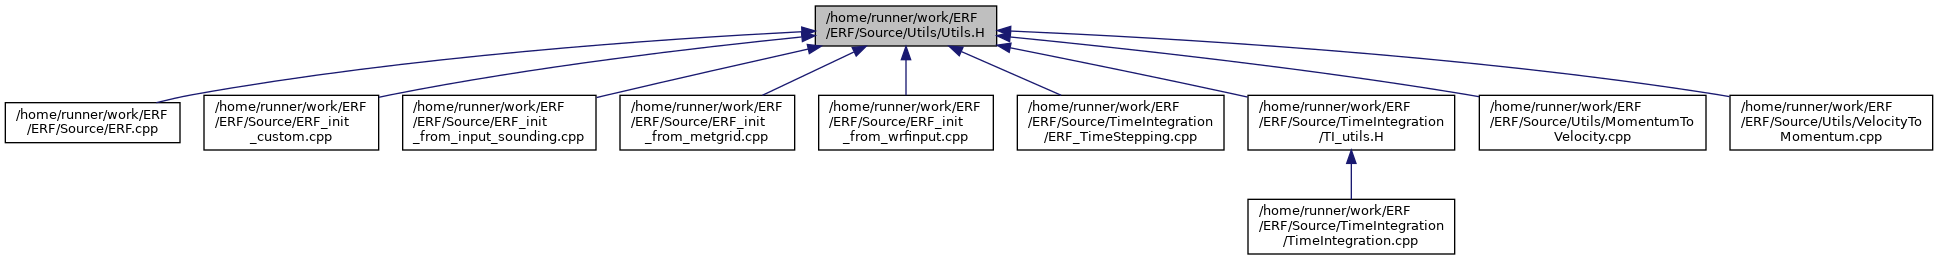 /home/runner/work/ERF
/ERF/Source/Utils/Utils.H
/home/runner/work/ERF
/ERF/Source/ERF.cpp
/home/runner/work/ERF
/ERF/Source/ERF_init
_custom.cpp
/home/runner/work/ERF
/ERF/Source/ERF_init
_from_input_sounding.cpp
/home/runner/work/ERF
/ERF/Source/ERF_init
_from_metgrid.cpp
/home/runner/work/ERF
/ERF/Source/ERF_init
_from_wrfinput.cpp
/home/runner/work/ERF
/ERF/Source/TimeIntegration
/ERF_TimeStepping.cpp
/home/runner/work/ERF
/ERF/Source/TimeIntegration
/TI_utils.H
/home/runner/work/ERF
/ERF/Source/Utils/MomentumTo
Velocity.cpp
/home/runner/work/ERF
/ERF/Source/Utils/VelocityTo
Momentum.cpp
/home/runner/work/ERF
/ERF/Source/TimeIntegration
/TimeIntegration.cpp